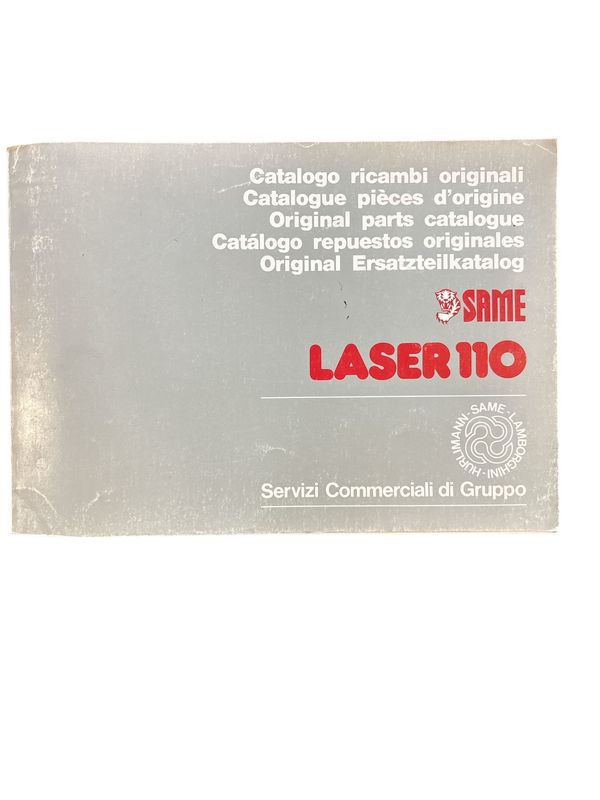 Catalogo ricambi originali
Catalogue pièces d'origine
Original parts catalogue
Catálogo repuestos originales
Original Ersatzteilkatalog
SAME
LASER 110
HURLIMANN-SAME-LAMBORGHINI-
Servizi Commerciali di Gruppo